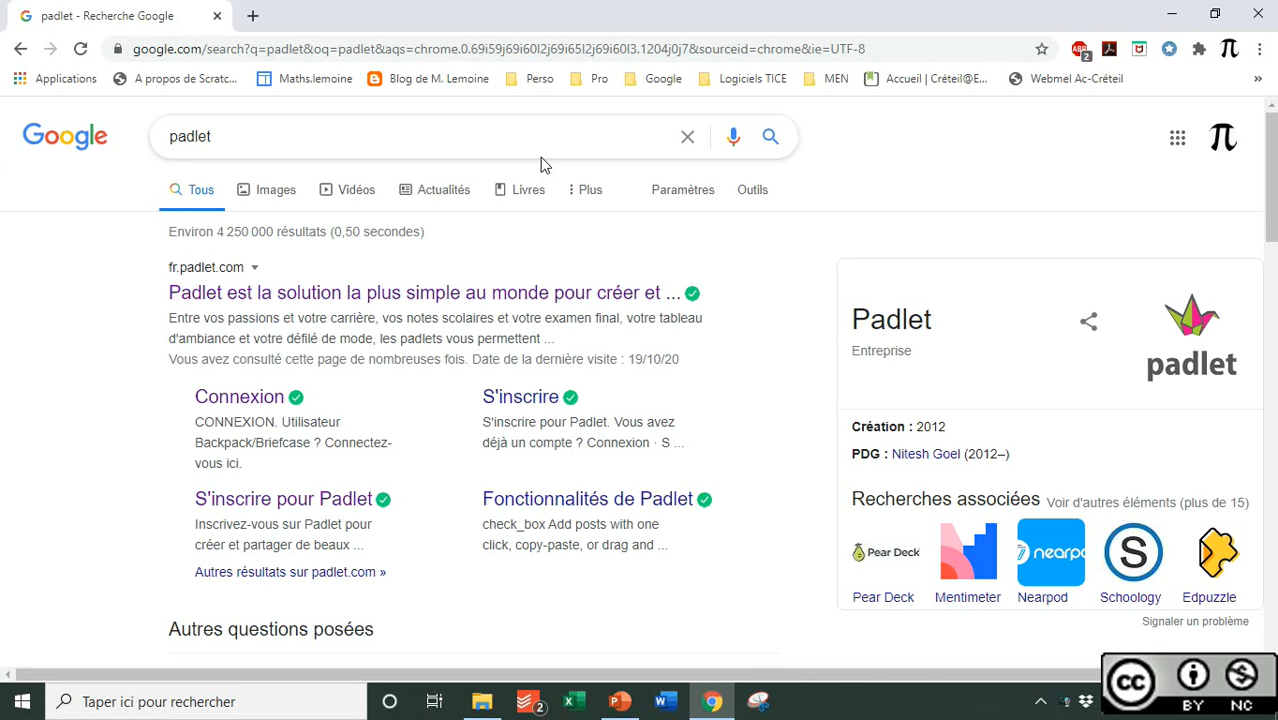 padlet - Recherche Google
google.com/search?q=padlet&oq=padlet&aqs=chrome.0.69i59j69i60l2j69i65l2j69i60l3.1204j0j7&sourceid=chrome&ie=UTF-8
ABP
2
Applications
A propos de Scratc...
Maths.lemoine
Blog de M. Lemoine
Perso
Pro
Google
Logiciels TICE
MEN
Accueil | Créteil@E...
Webmel Ac-Créteil
»
Google
padlet
π
Tous
Images
Vidéos
Actualités
Livres
Plus
Paramètres
Outils
Environ 4 250 000 résultats (0,50 secondes)
fr.padlet.com
Padlet est la solution la plus simple au monde pour créer et ...
Entre vos passions et votre carrière, vos notes scolaires et votre examen final, votre tableau
d'ambiance et votre défilé de mode, les padlets vous permettent ...
Vous avez consulté cette page de nombreuses fois. Date de la dernière visite : 19/10/20
Connexion
CONNEXION. Utilisateur
Backpack/Briefcase ? Connectez-
vous ici.
S'inscrire
S'inscrire pour Padlet. Vous avez
déjà un compte ? Connexion · S ...
S'inscrire pour Padlet
Inscrivez-vous sur Padlet pour
créer et partager de beaux ...
Fonctionnalités de Padlet
check_box Add posts with one
click, copy-paste, or drag and ...
Autres résultats sur padlet.com »
Autres questions posées
Padlet
Entreprise
padlet
Création : 2012
PDG : Nitesh Goel (2012–)
Recherches associées
Voir d'autres éléments (plus de 15)
Pear Deck
nearpo
S
Pear Deck
Mentimeter
Nearpod
Schoology
Edpuzzle
Signaler un problème
Taper ici pour rechercher
2
cc
BY
NC